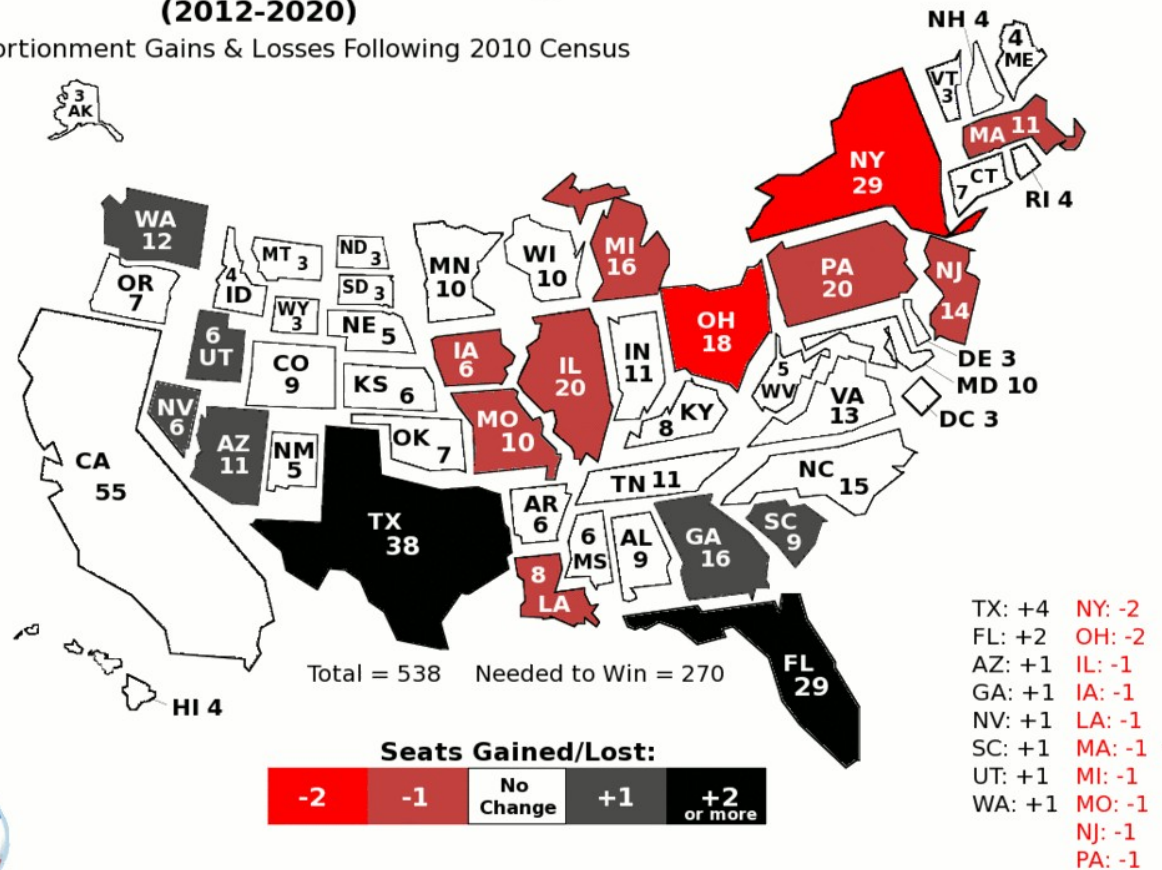 (2012-2020)
ortionment Gains & Losses Following 2010 Census
NH 4
4
ME
VT
3
3
AK
MA 11
NY
29
CT
7
RI 4
WA
12
OR
7
4
ID
MT 3
ND 3
SD 3
WY
3
NE 5
MN
10
WI
10
MI
16
PA
20
NJ
14
6
UT
CO
9
KS 6
IA
6
IL
20
IN
11
OH
18
5
WV
VA
13
DE 3
MD 10
DC 3
NV
6
AZ
11
NM
5
OK 7
MO
10
8 KY
CA
55
TX
38
AR
6
TN 11
NC 15
6
MS
AL
9
GA
16
SC
9
8
LA
FL
29
HI 4
Total = 538 Needed to Win = 270
TX: +4 NY: -2
FL: +2 OH: -2
AZ: +1 IL: -1
GA: +1 IA: -1
NV: +1 LA: -1
SC: +1 MA: -1
UT: +1 MI: -1
WA: +1 MO: -1
NJ: -1
PA: -1
Seats Gained/Lost:
-2
-1
No
Change
+1
+2
or more